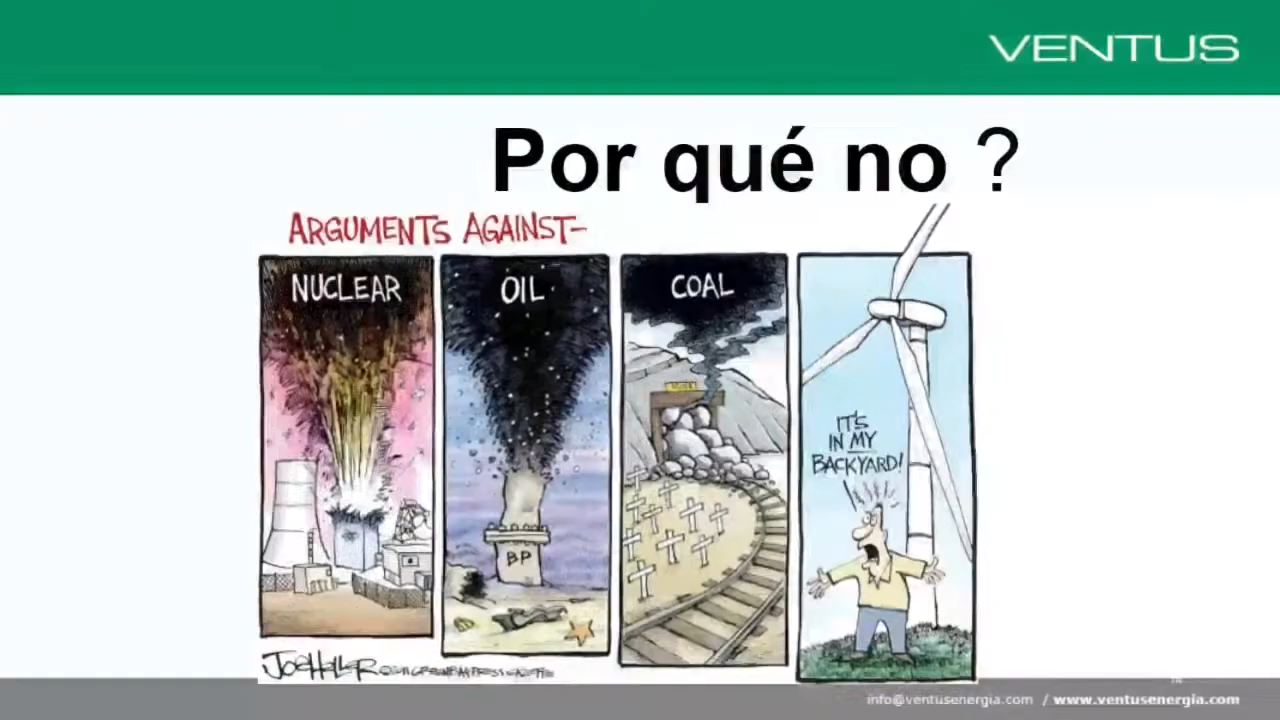 VENTUS
Por qué no ?
ARGUMENTS AGAINST-
NUCLEAR
OIL
COAL
IT'S
IN MY
BACKYARD!
BP
JOE HELLER
info@ventusenergia.com / www.ventusenergia.com